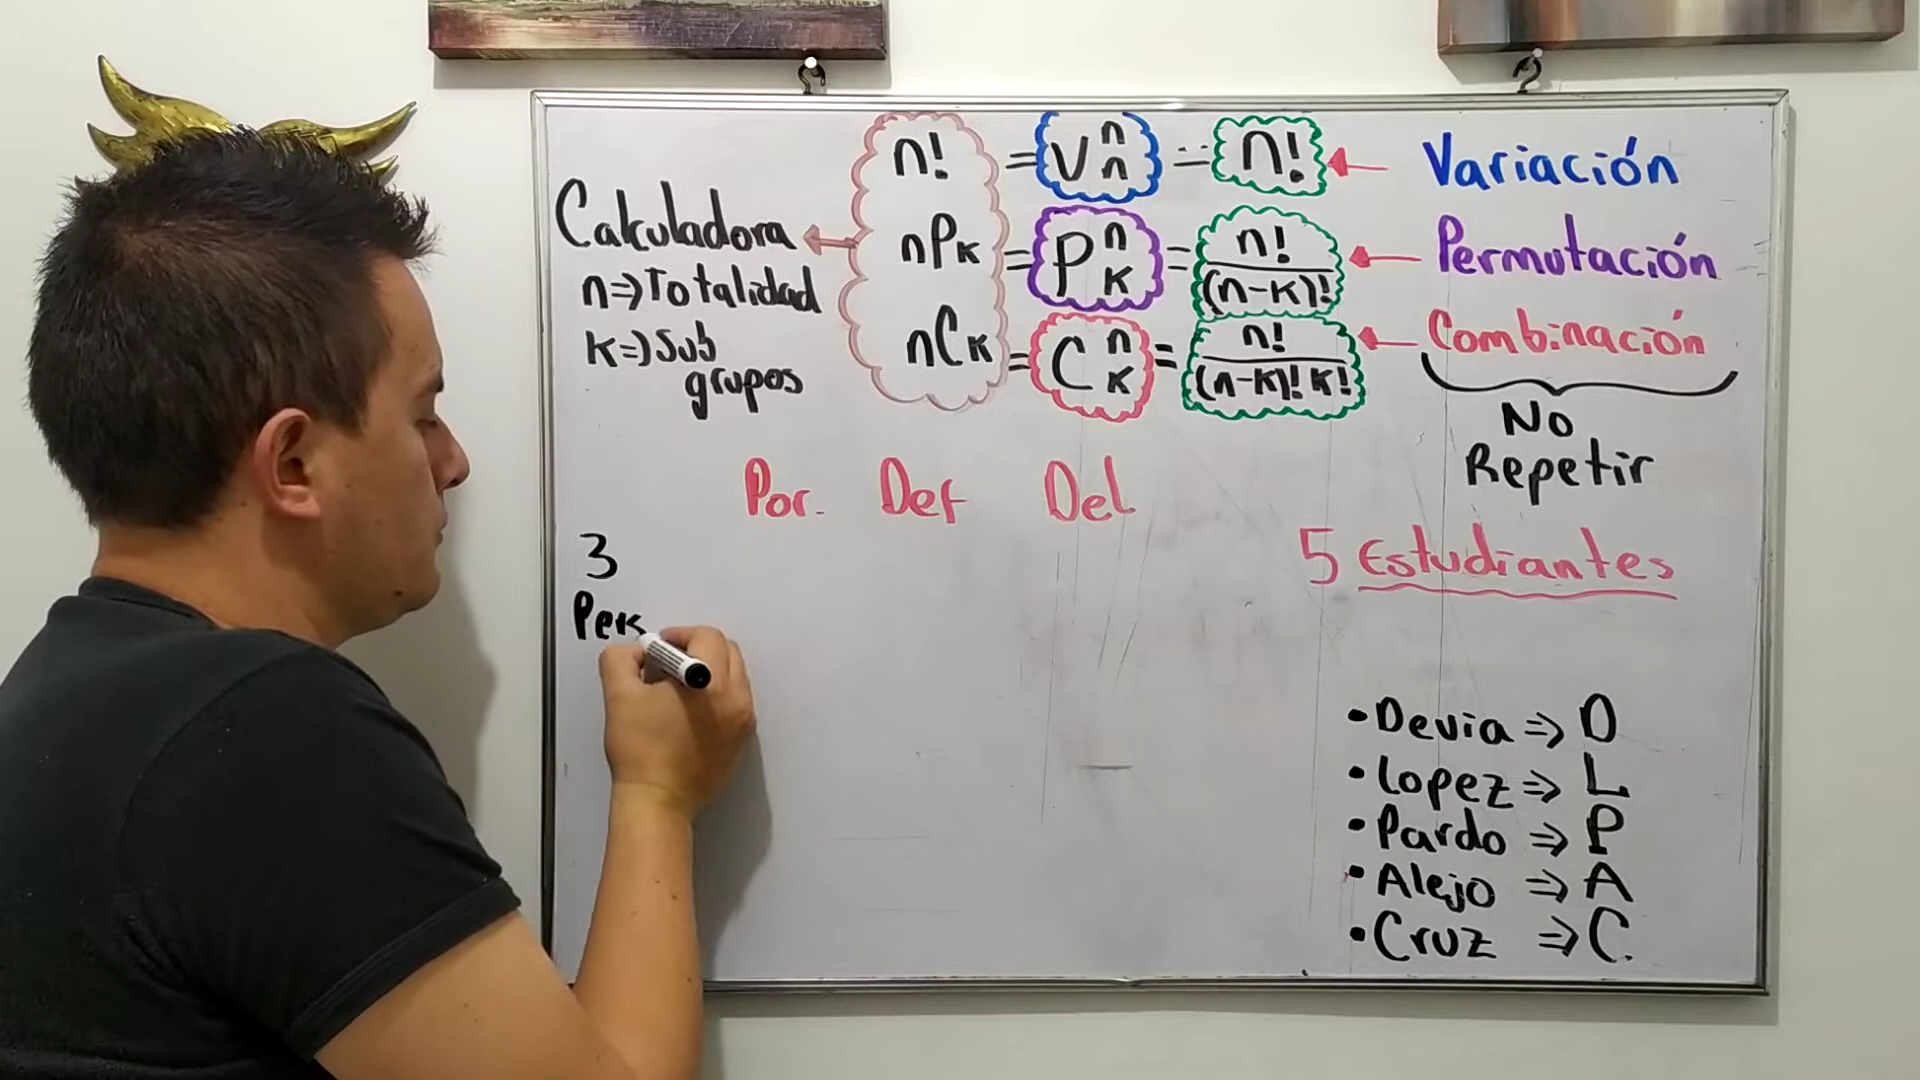 n! = V n n = n! ← Variación
Calculadora ← nPk = P n k = n!/(n-k)! ← Permutación
n => Totalidad
k => Sub grupos
nCk = C n k = n!/(n-k)! k! ← Combinación
No
Repetir
Por. Def Del
3
Pers
5 Estudiantes
• Devia => D
• Lopez => L
• Pardo => P
• Alejo => A
• Cruz => C.